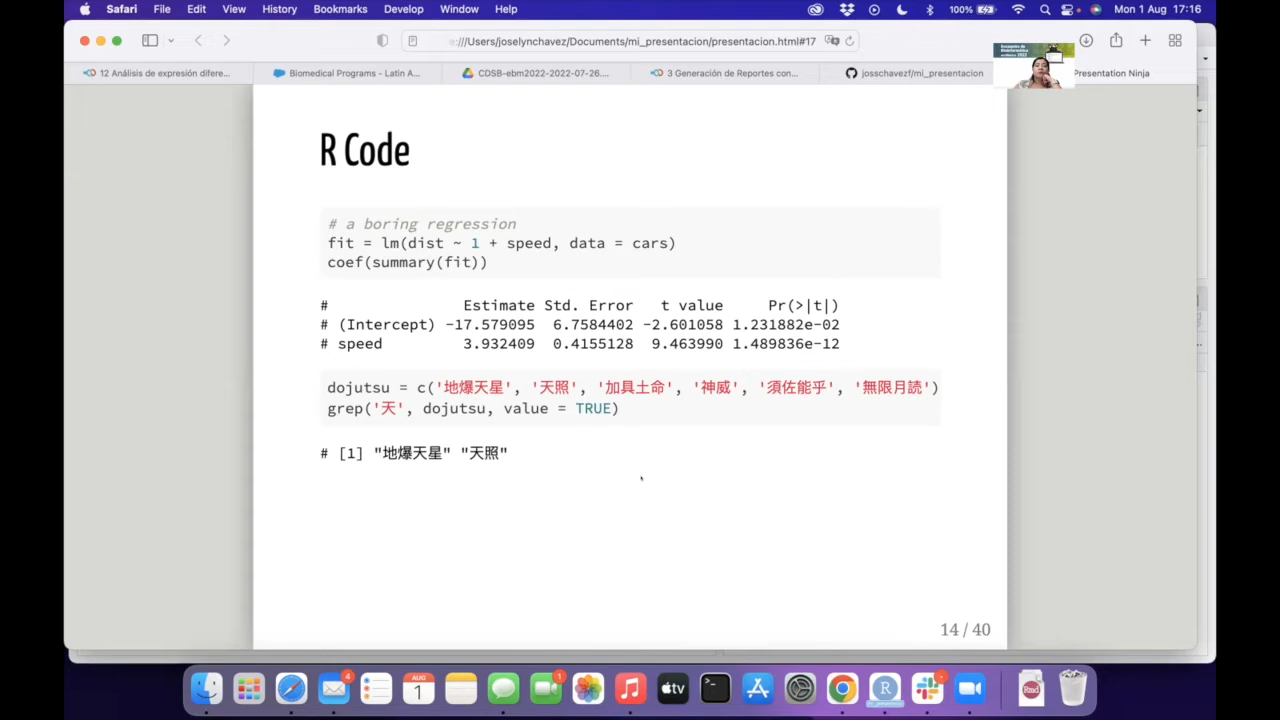 Safari File Edit View History Bookmarks Develop Window Help 100% Mon 1 Aug 17:16
///Users/joselynchavez/Documents/mi_presentacion/presentacion.html#17
12 Análisis de expresión difere...
Biomedical Programs - Latin A...
CDSB-ebm2022-2022-07-26....
3 Generación de Reportes con...
josschavezf/mi_presentacion
Presentation Ninja
R Code
# a boring regression
fit = lm(dist ~ 1 + speed, data = cars)
coef(summary(fit))
# Estimate Std. Error t value Pr(>|t|)
# (Intercept) -17.579095 6.7584402 -2.601058 1.231882e-02
# speed 3.932409 0.4155128 9.463990 1.489836e-12
dojutsu = c('地爆天星', '天照', '加具土命', '神威', '須佐能乎', '無限月読')
grep('天', dojutsu, value = TRUE)
# [1] "地爆天星" "天照"
14 / 40
4
AUG
1
1
tv
R
Rmd